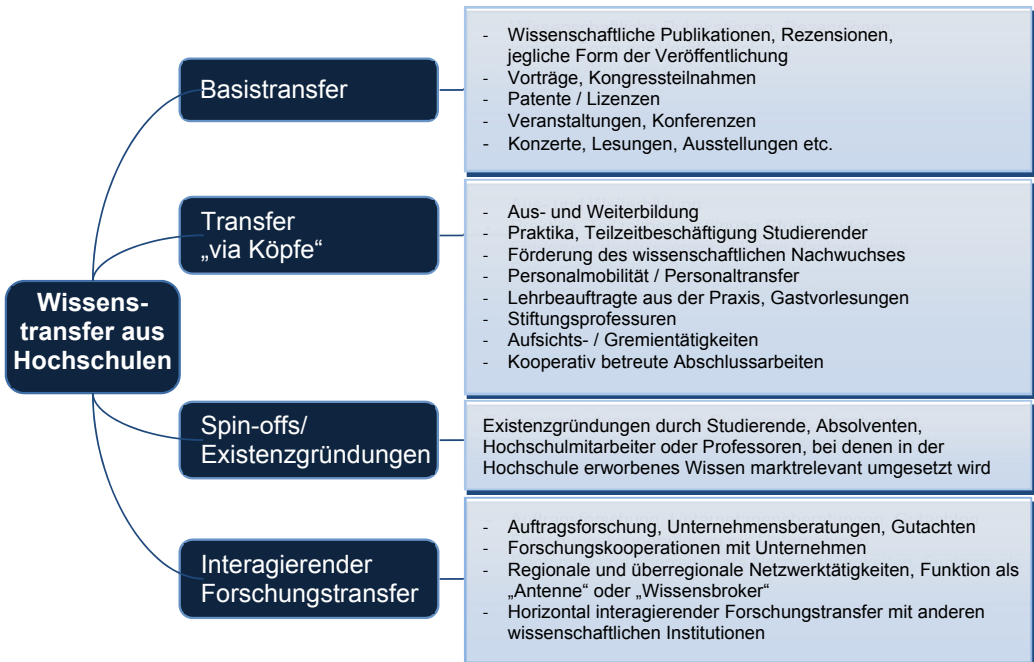 Wissens-
transfer aus
Hochschulen
Basistransfer
- Wissenschaftliche Publikationen, Rezensionen,
jegliche Form der Veröffentlichung
- Vorträge, Kongressteilnahmen
- Patente / Lizenzen
- Veranstaltungen, Konferenzen
- Konzerte, Lesungen, Ausstellungen etc.
Transfer
„via Köpfe“
- Aus- und Weiterbildung
- Praktika, Teilzeitbeschäftigung Studierender
- Förderung des wissenschaftlichen Nachwuchses
- Personalmobilität / Personaltransfer
- Lehrbeauftragte aus der Praxis, Gastvorlesungen
- Stiftungsprofessuren
- Aufsichts- / Gremientätigkeiten
- Kooperativ betreute Abschlussarbeiten
Spin-offs/
Existenzgründungen
Existenzgründungen durch Studierende, Absolventen,
Hochschulmitarbeiter oder Professoren, bei denen in der
Hochschule erworbenes Wissen marktrelevant umgesetzt wird
Interagierender
Forschungstransfer
- Auftragsforschung, Unternehmensberatungen, Gutachten
- Forschungskooperationen mit Unternehmen
- Regionale und überregionale Netzwerktätigkeiten, Funktion als
„Antenne“ oder „Wissensbroker“
- Horizontal interagierender Forschungstransfer mit anderen
wissenschaftlichen Institutionen